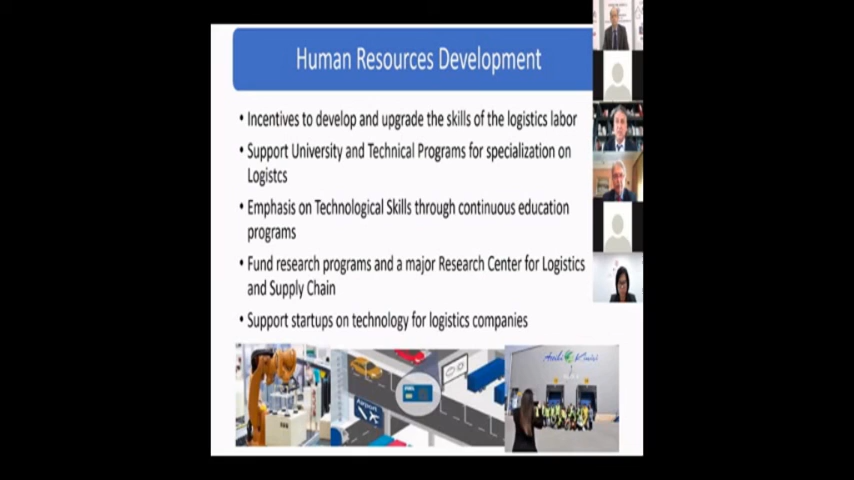 Human Resources Development
• Incentives to develop and upgrade the skills of the logistics labor
• Support University and Technical Programs for specialization on
Logistcs
• Emphasis on Technological Skills through continuous education
programs
• Fund research programs and a major Research Center for Logistics
and Supply Chain
• Support startups on technology for logistics companies
Airport